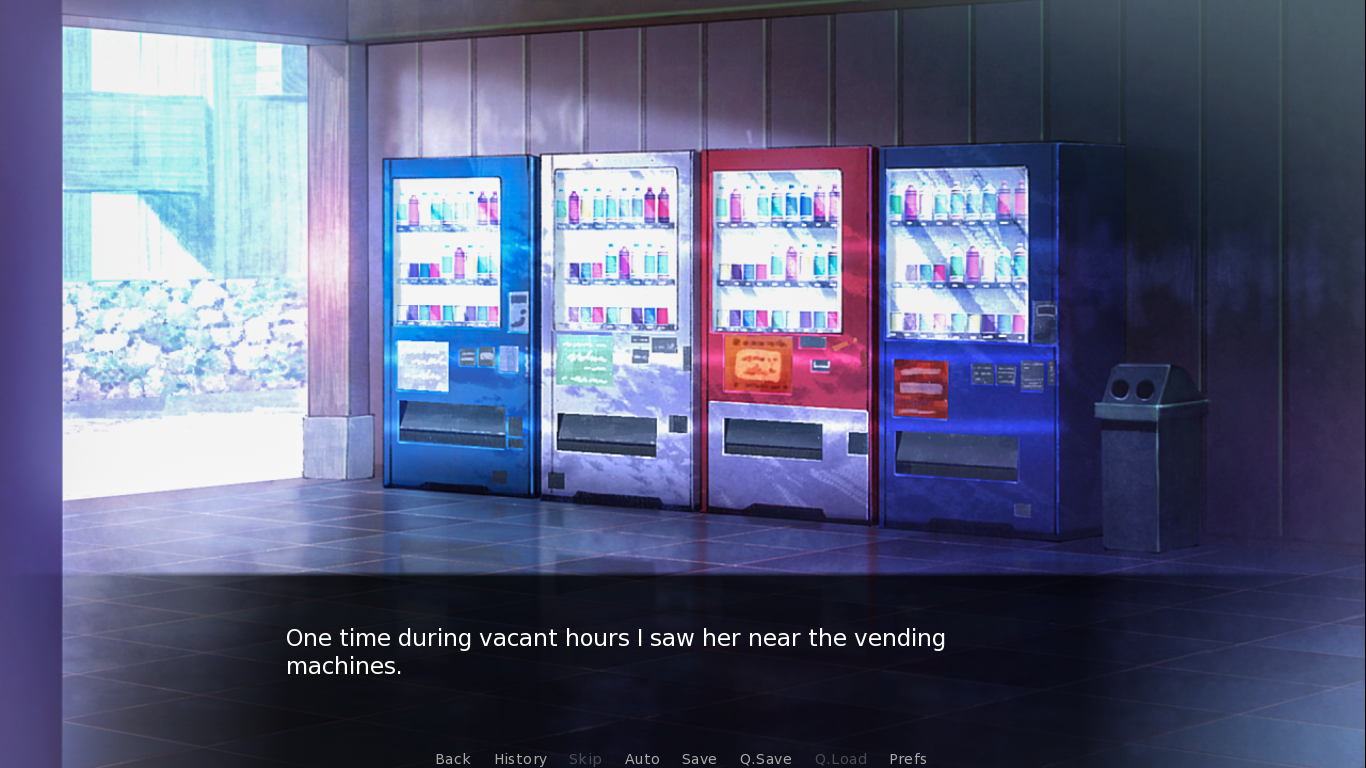 One time during vacant hours I saw her near the vending
machines.
Back History Skip Auto Save Q.Save Q.Load Prefs